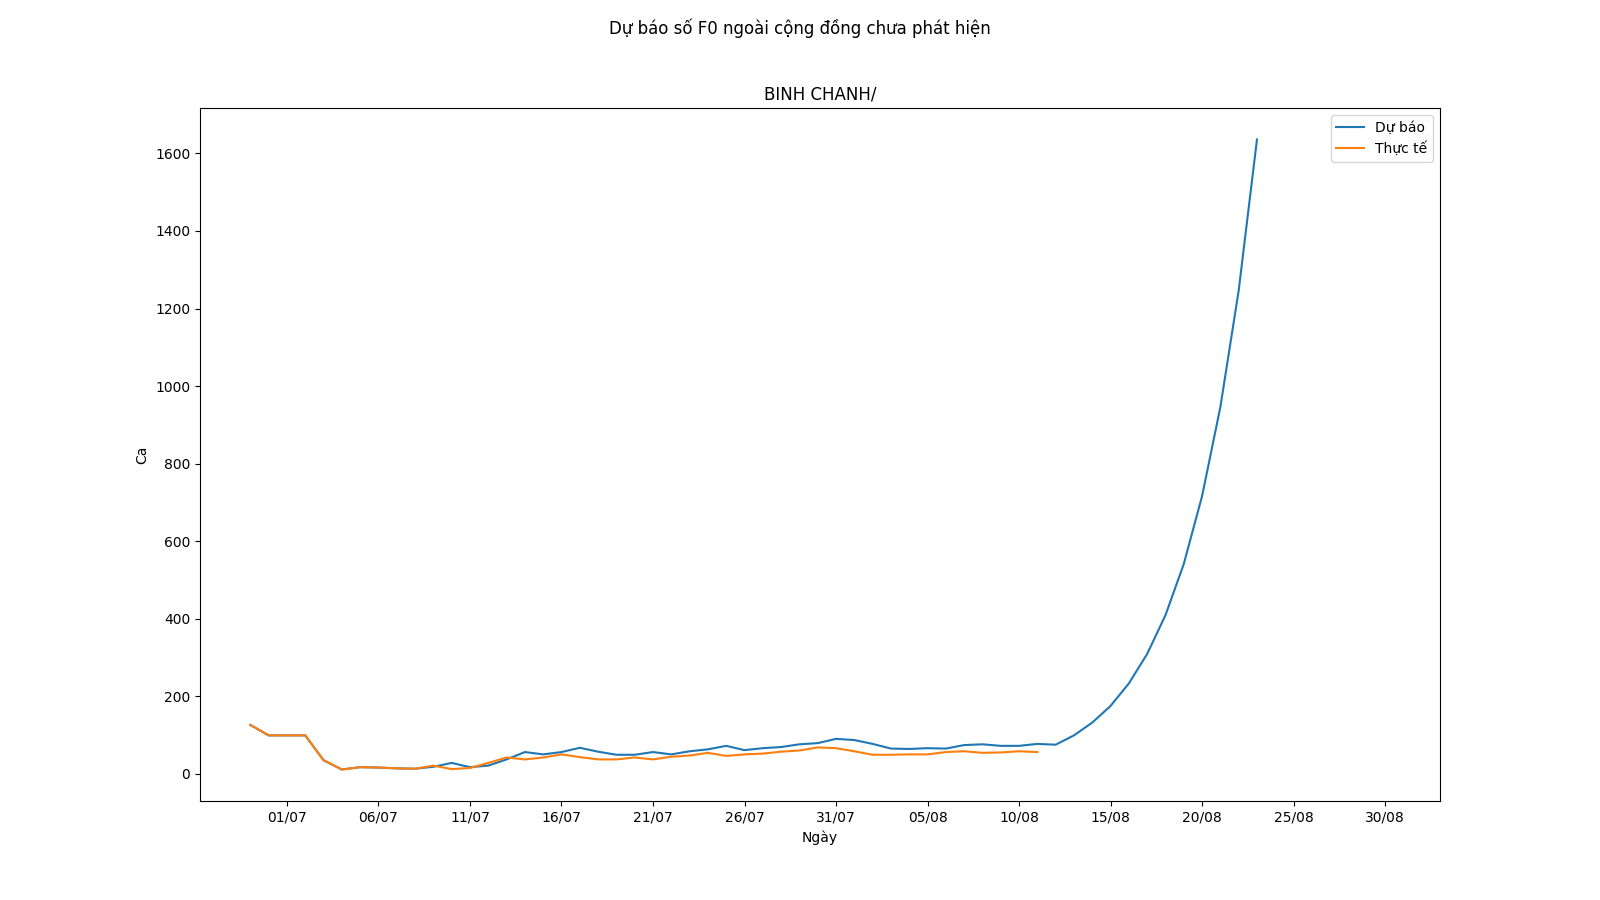 Dự báo số F0 ngoài cộng đồng chưa phát hiện
BINH CHANH/
Dự báo
Thực tế
1600
1400
1200
1000
800
600
400
200
0
Ca
01/07 06/07 11/07 16/07 21/07 26/07 31/07 05/08 10/08 15/08 20/08 25/08 30/08
Ngày